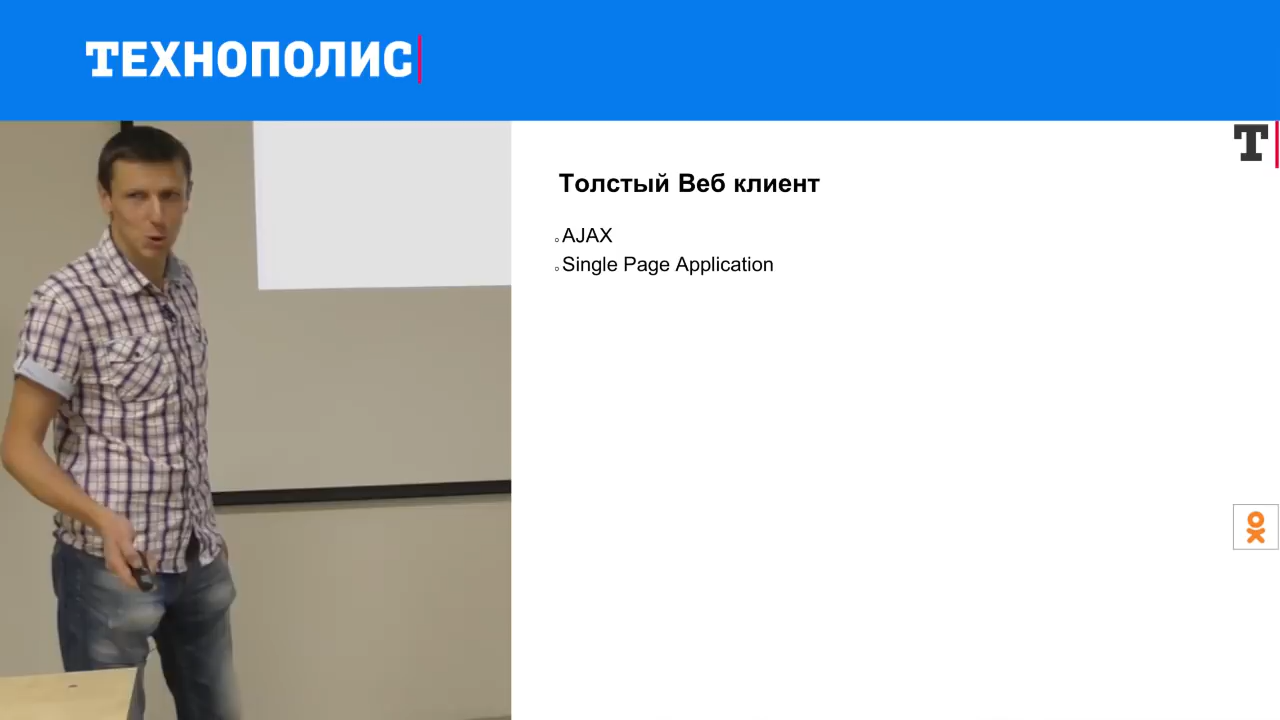 ТЕХНОПОЛИС
Т
Толстый Веб клиент
AJAX
Single Page Application